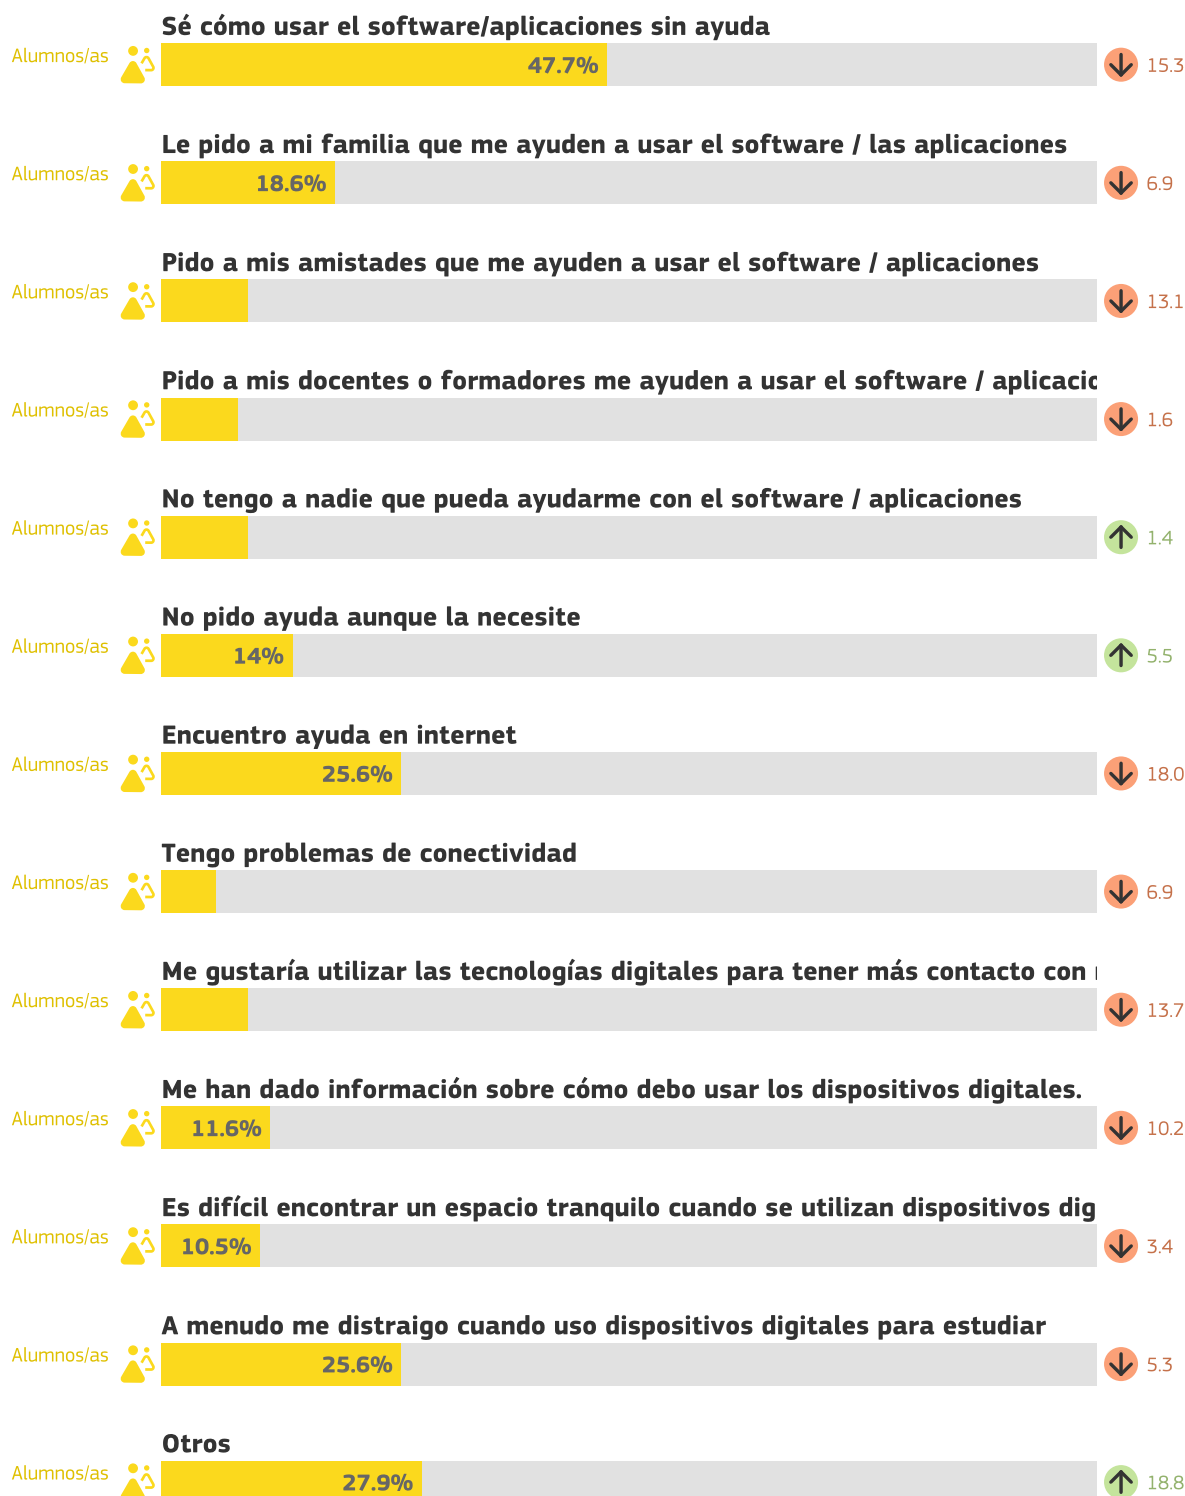 Sé cómo usar el software/aplicaciones sin ayuda
Alumnos/as 47.7% 15.3
Le pido a mi familia que me ayuden a usar el software / las aplicaciones
Alumnos/as 18.6% 6.9
Pido a mis amistades que me ayuden a usar el software / aplicaciones
Alumnos/as 13.1
Pido a mis docentes o formadores me ayuden a usar el software / aplicacio
Alumnos/as 1.6
No tengo a nadie que pueda ayudarme con el software / aplicaciones
Alumnos/as 1.4
No pido ayuda aunque la necesite
Alumnos/as 14% 5.5
Encuentro ayuda en internet
Alumnos/as 25.6% 18.0
Tengo problemas de conectividad
Alumnos/as 6.9
Me gustaría utilizar las tecnologías digitales para tener más contacto con
Alumnos/as 13.7
Me han dado información sobre cómo debo usar los dispositivos digitales.
Alumnos/as 11.6% 10.2
Es difícil encontrar un espacio tranquilo cuando se utilizan dispositivos dig
Alumnos/as 10.5% 3.4
A menudo me distraigo cuando uso dispositivos digitales para estudiar
Alumnos/as 25.6% 5.3
Otros
Alumnos/as 27.9% 18.8